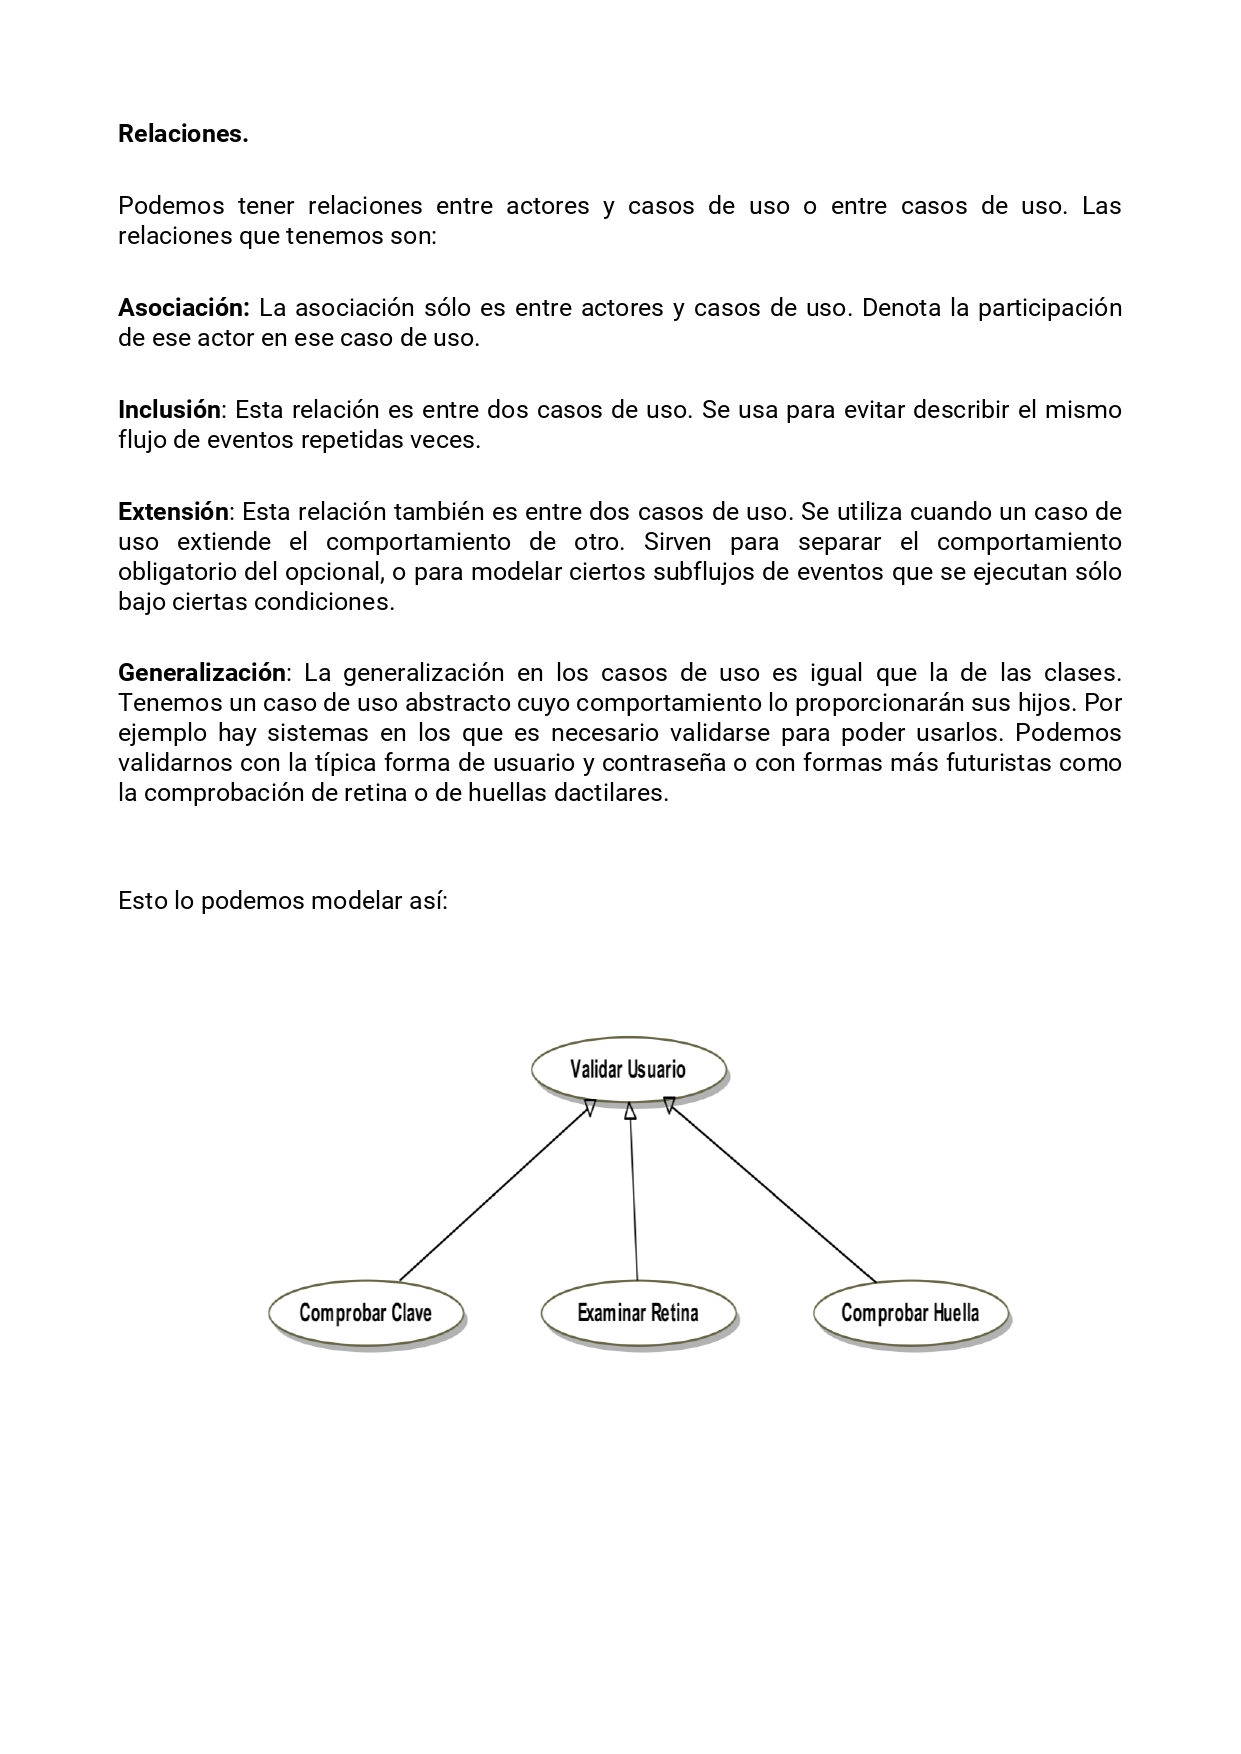 Relaciones.
Podemos tener relaciones entre actores y casos de uso o entre casos de uso. Las
relaciones que tenemos son:
Asociación: La asociación sólo es entre actores y casos de uso. Denota la participación
de ese actor en ese caso de uso.
Inclusión: Esta relación es entre dos casos de uso. Se usa para evitar describir el mismo
flujo de eventos repetidas veces.
Extensión: Esta relación también es entre dos casos de uso. Se utiliza cuando un caso de
uso extiende el comportamiento de otro. Sirven para separar el comportamiento
obligatorio del opcional, o para modelar ciertos subflujos de eventos que se ejecutan sólo
bajo ciertas condiciones.
Generalización: La generalización en los casos de uso es igual que la de las clases.
Tenemos un caso de uso abstracto cuyo comportamiento lo proporcionarán sus hijos. Por
ejemplo hay sistemas en los que es necesario validarse para poder usarlos. Podemos
validarnos con la típica forma de usuario y contraseña o con formas más futuristas como
la comprobación de retina o de huellas dactilares.
Esto lo podemos modelar así:
Validar Usuario
Comprobar Clave
Examinar Retina
Comprobar Huella